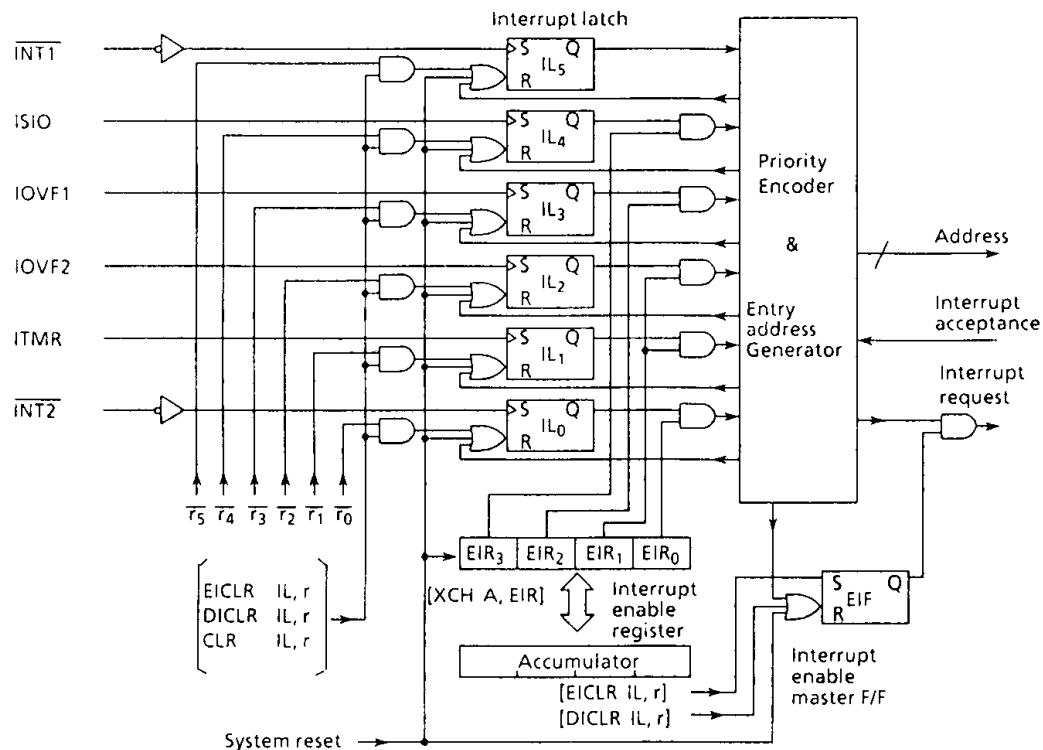 Interrupt latch
INT1
S Q
IL5
R
ISIO
S Q
IL4
R
IOVF1
S Q
IL3
R
IOVF2
S Q
IL2
R
ITMR
S Q
IL1
R
INT2
S Q
IL0
R
Priority
Encoder
&
Entry
address
Generator
Address
Interrupt
acceptance
Interrupt
request
r5 r4 r3 r2 r1 r0
EIR3 EIR2 EIR1 EIR0
[XCH A, EIR]
Interrupt
enable
register
EICLR IL, r
DICLR IL, r
CLR IL, r
S Q
EIF
R
Accumulator
Interrupt
enable
master F/F
[EICLR IL, r]
[DICLR IL, r]
System reset